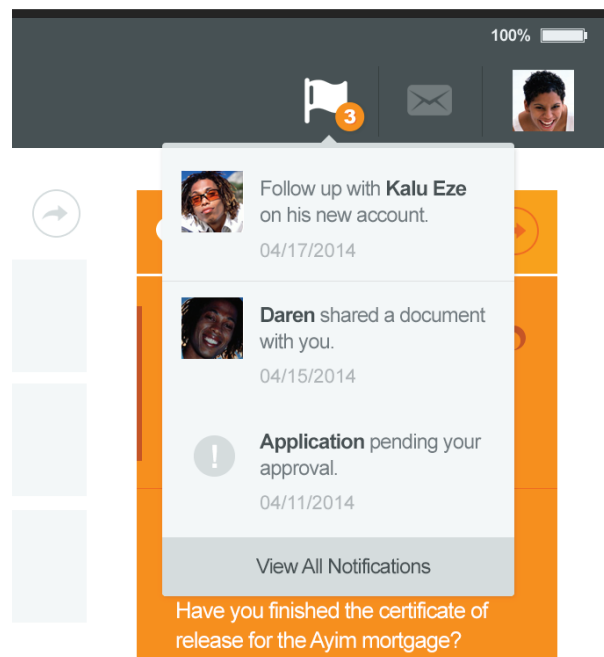 100%
3
Follow up with Kalu Eze
on his new account.
04/17/2014
Daren shared a document
with you.
04/15/2014
!
Application pending your
approval.
04/11/2014
View All Notifications
Have you finished the certificate of
release for the Ayim mortgage?